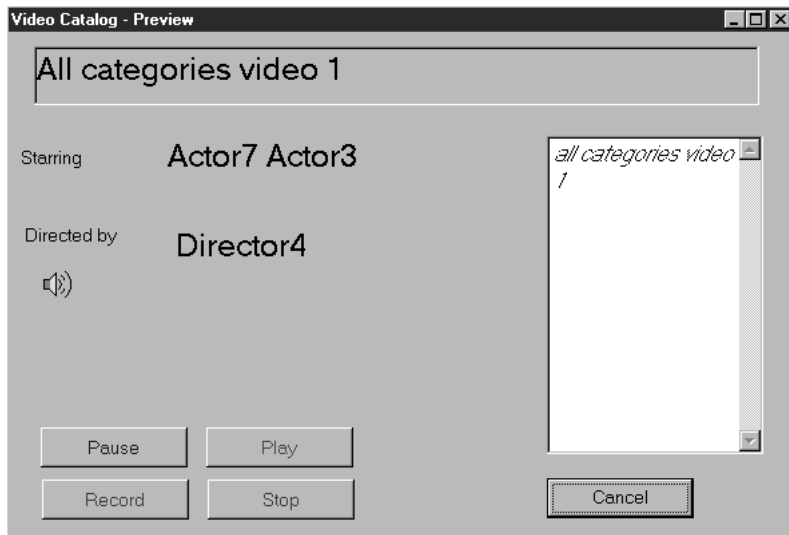 Video Catalog - Preview
All categories video 1
Starring
Actor7 Actor3
all categories video
1
Directed by
Director4
Pause
Play
Record
Stop
Cancel